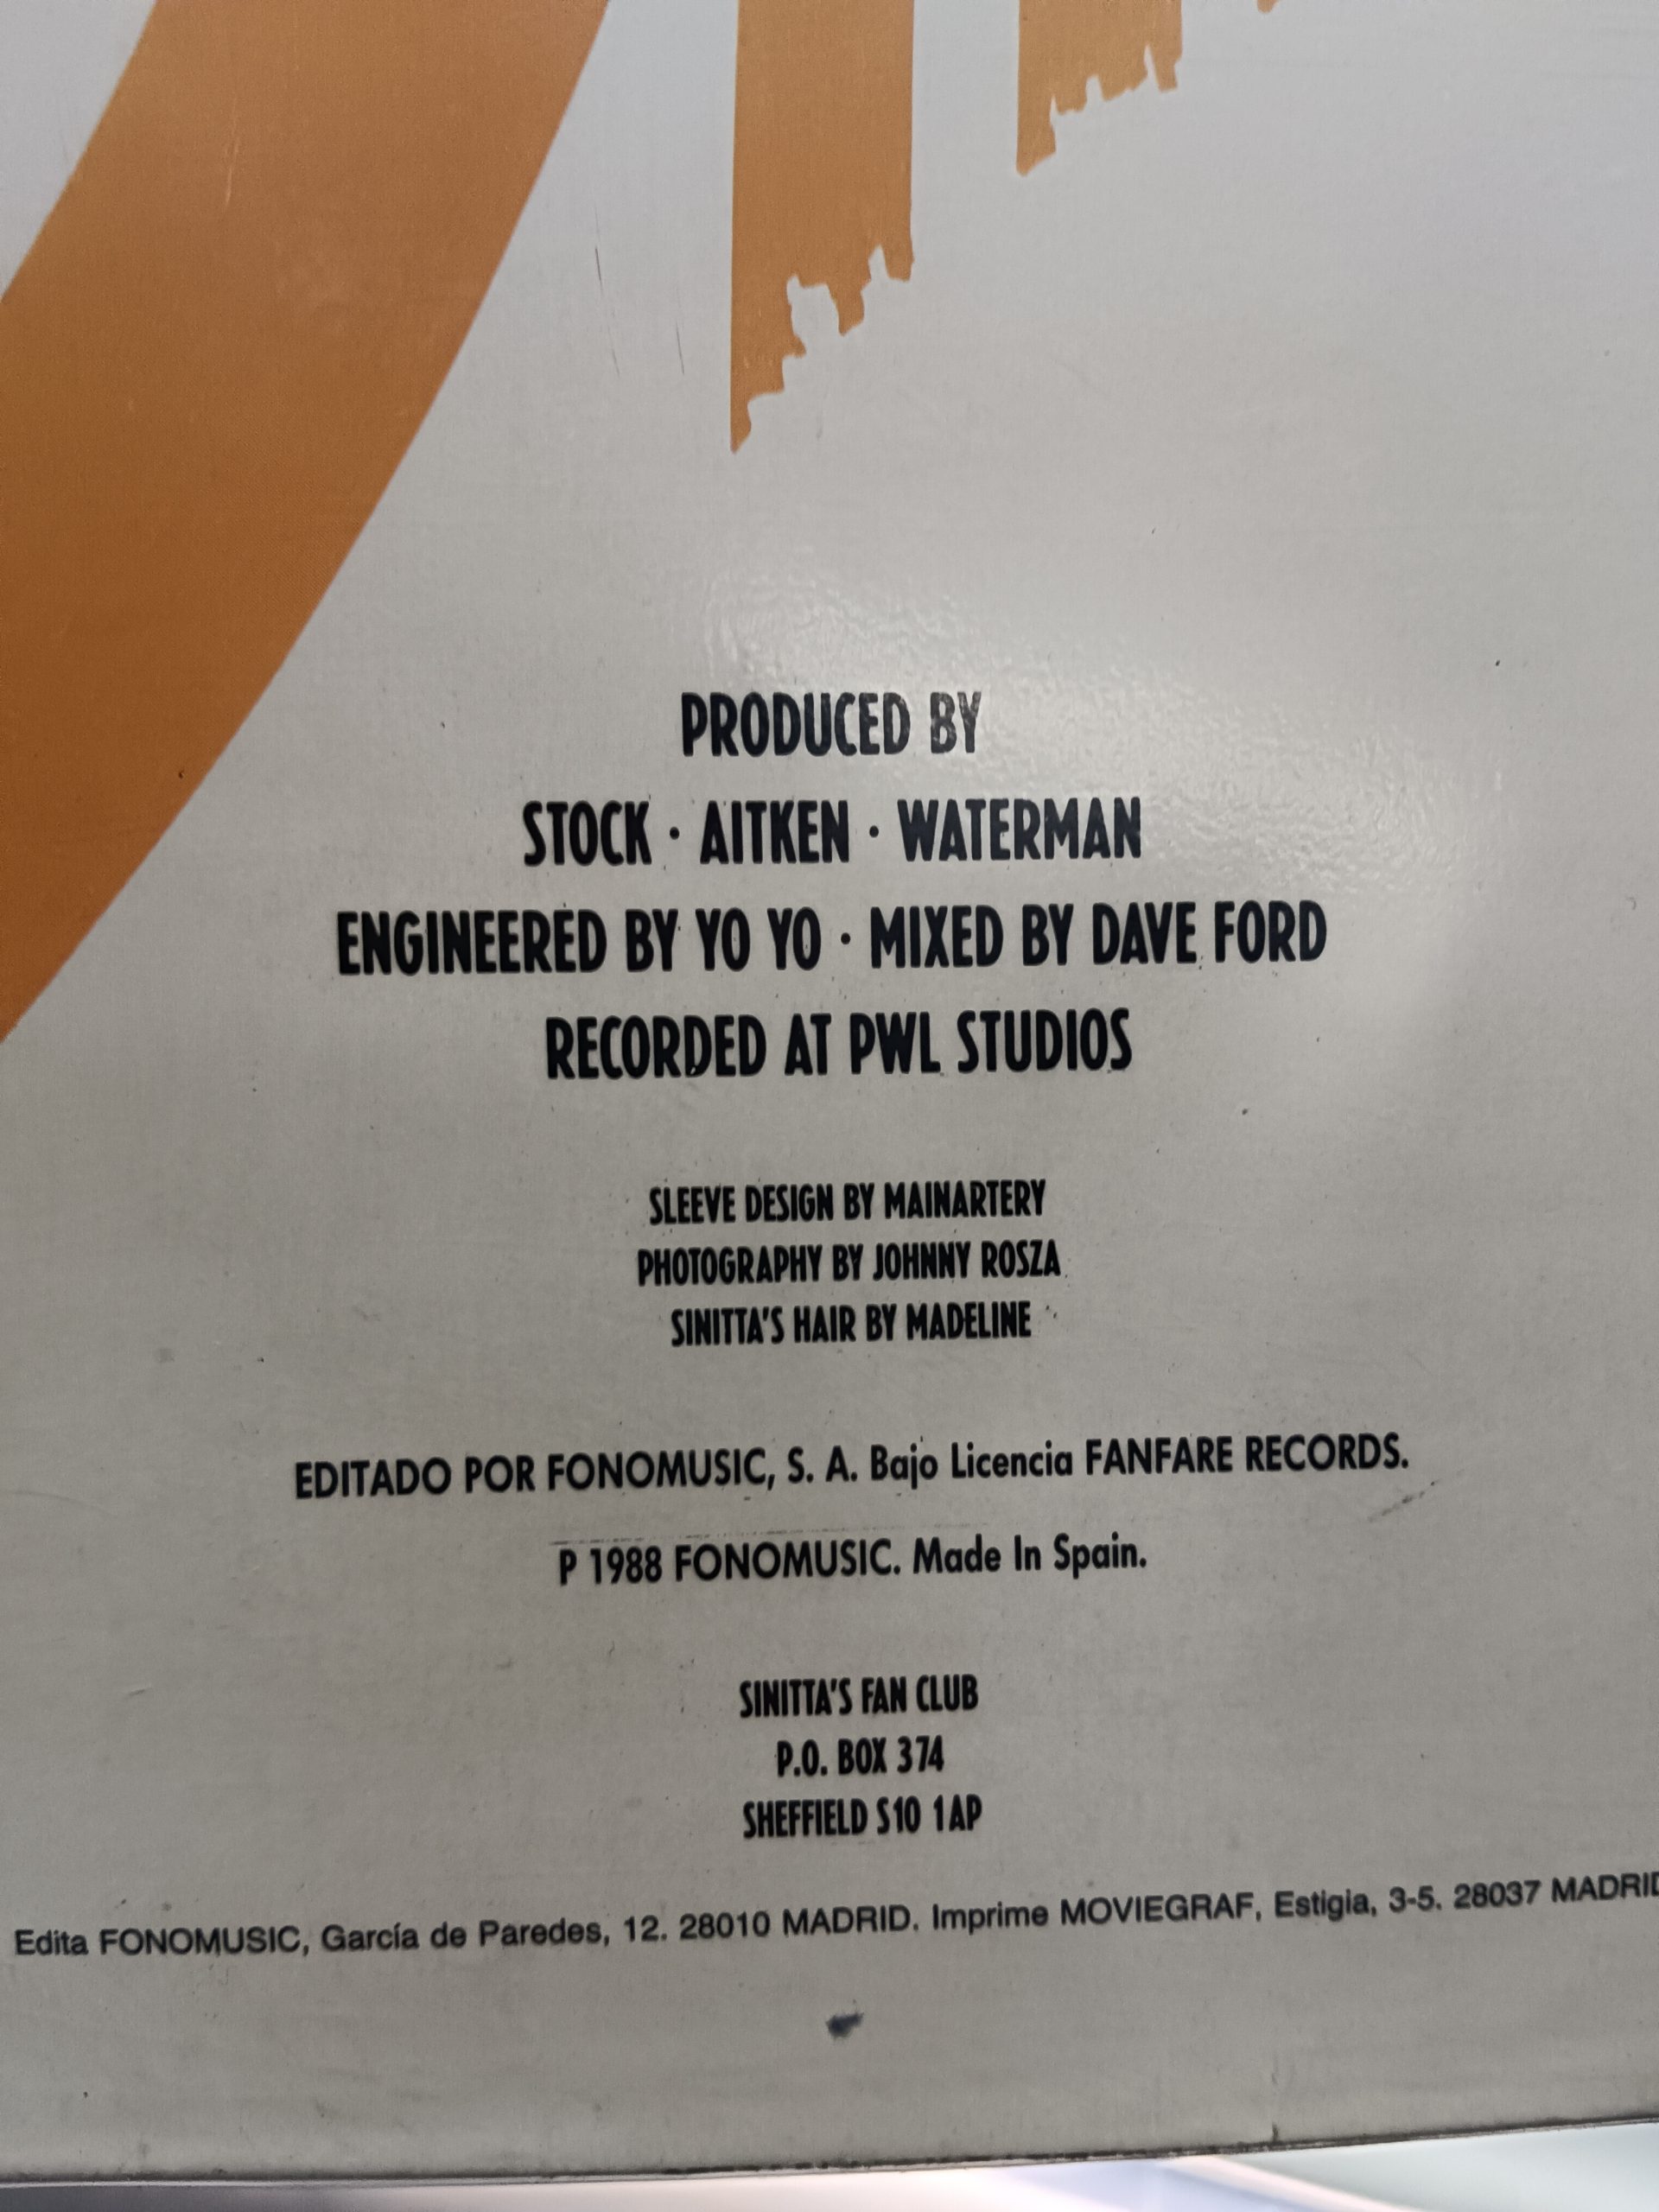 PRODUCED BY
STOCK · AITKEN · WATERMAN
ENGINEERED BY YO YO · MIXED BY DAVE FORD
RECORDED AT PWL STUDIOS
SLEEVE DESIGN BY MAINARTERY
PHOTOGRAPHY BY JOHNNY ROSZA
SINITTA'S HAIR BY MADELINE
EDITADO POR FONOMUSIC, S. A. Bajo Licencia FANFARE RECORDS.
P 1988 FONOMUSIC. Made In Spain.
SINITTA'S FAN CLUB
P.O. BOX 374
SHEFFIELD S10 1AP
Edita FONOMUSIC, García de Paredes, 12. 28010 MADRID. Imprime MOVIEGRAF, Estigia, 3-5. 28037 MADRID